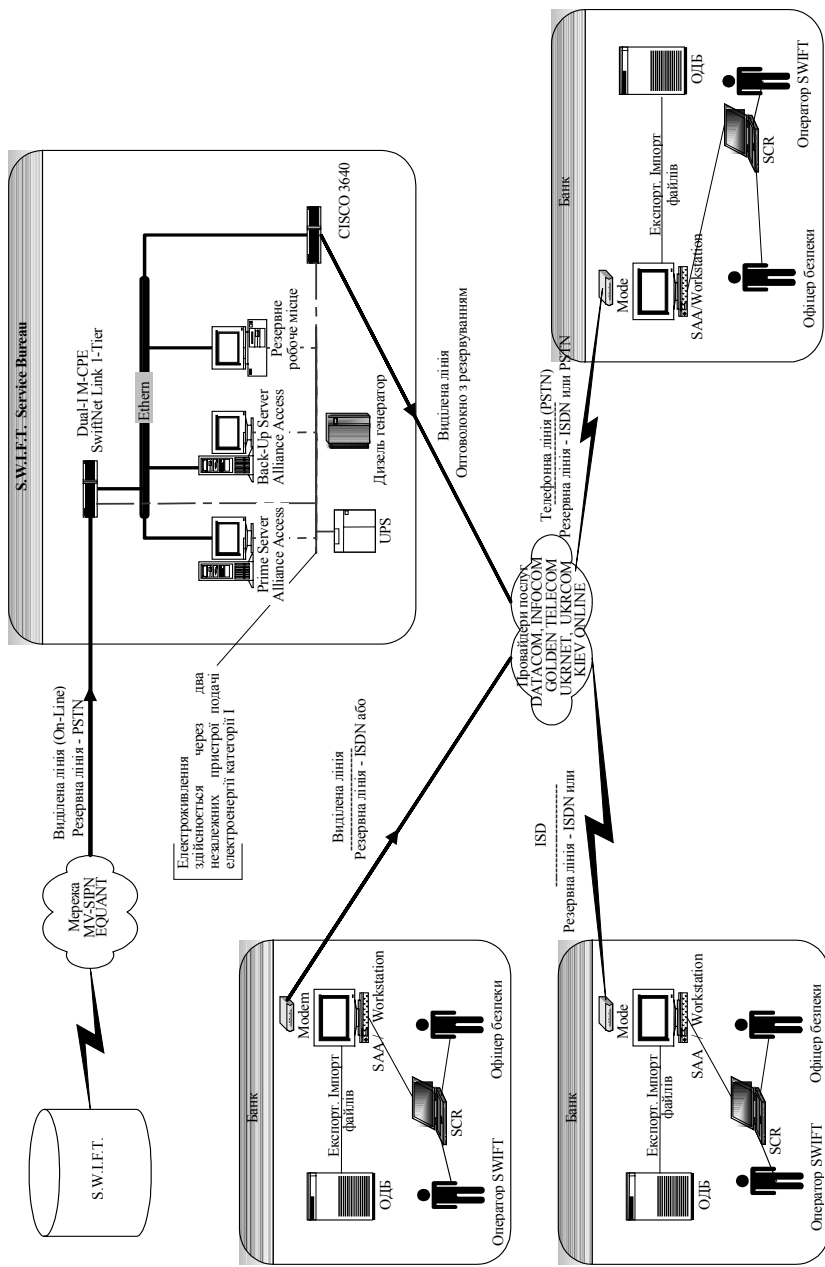 S.W.I.F.T.
Мережа
MV-SIPN
EQUANT
Виділена лінія (On-Line)
Резервна лінія - PSTN
S.W.I.F.T. Service Bureau
Dual-I M-CPE
SwiftNet Link 1-Tier
Ethern
Prime Server
Alliance Access
Back-Up Server
Alliance Access
Резервне
робоче місце
UPS
Дизель генератор
CISCO 3640
Електроживлення
здійснюється через два
незалежних пристрої подачі
електроенергії категорії I
Виділена лінія
Резервна лінія - ISDN або
Виділена лінія
Оптоволокно з резервуванням
Банк
Modem
ОДБ
Експорт. Імпорт
файлів
SAA / Workstation
SCR
Оператор SWIFT
Офіцер безпеки
Провайдери послуг
DATACOM, INFOCOM
GOLDEN TELECOM
UKRNET, UKRCOM
KIEV ONLINE
ISD
Резервна лінія - ISDN или
Телефонна лінія (PSTN)
Резервна лінія - ISDN или PSTN
Банк
Mode
ОДБ
Експорт. Імпорт
файлів
SAA / Workstation
SCR
Оператор SWIFT
Офіцер безпеки
Банк
Mode
SAA/Workstation
Експорт. Імпорт
файлів
ОДБ
SCR
Офіцер безпеки
Оператор SWIFT